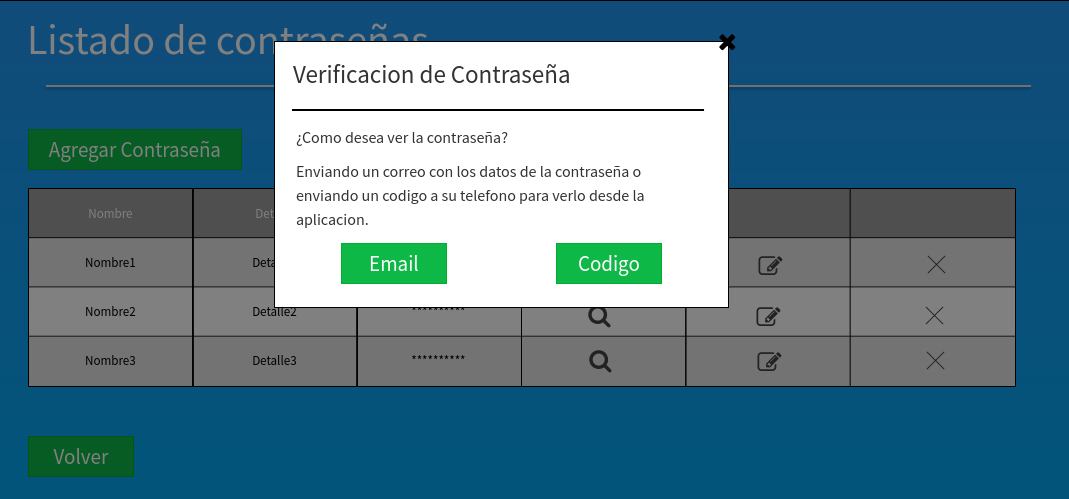 Listado de contraseñas
Verificacion de Contraseña
¿Como desea ver la contraseña?
Enviando un correo con los datos de la contraseña o
enviando un codigo a su telefono para verlo desde la
aplicacion.
Email Codigo
Agregar Contraseña
Nombre Det
Nombre1 Deta
Nombre2 Detalle2 **********
Nombre3 Detalle3 **********
Volver